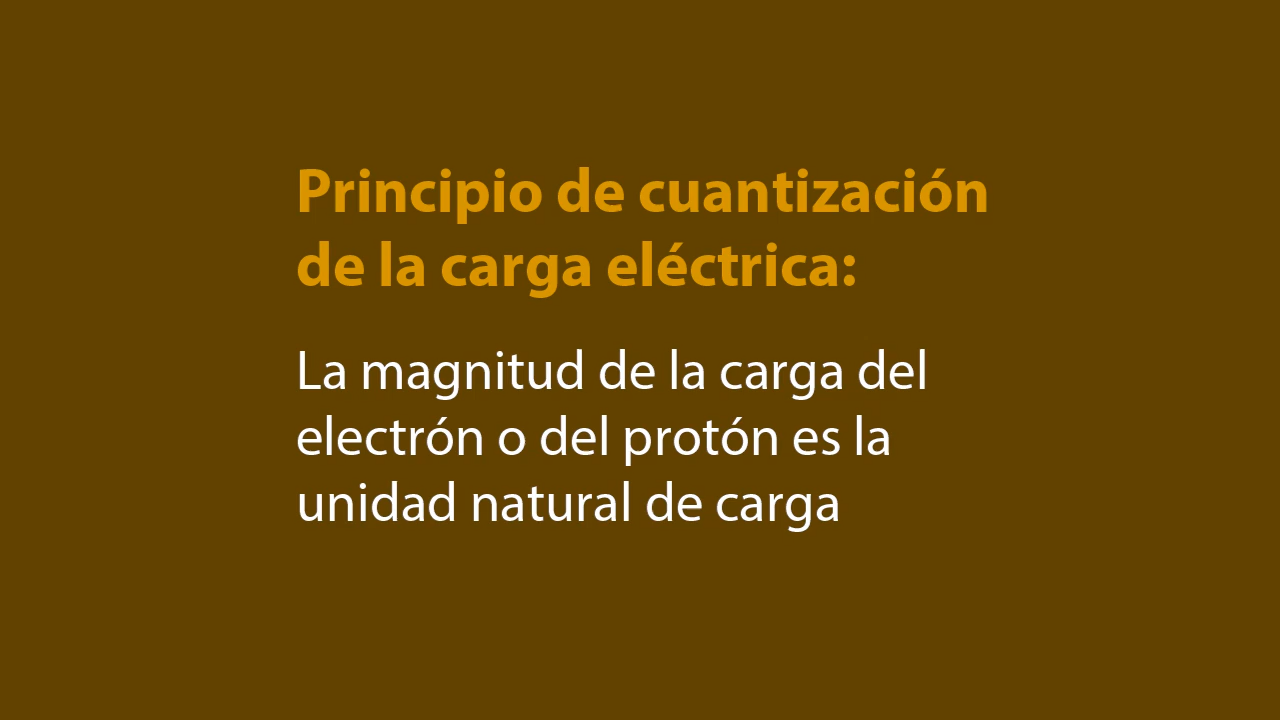 Principio de cuantización
de la carga eléctrica:
La magnitud de la carga del
electrón o del protón es la
unidad natural de carga